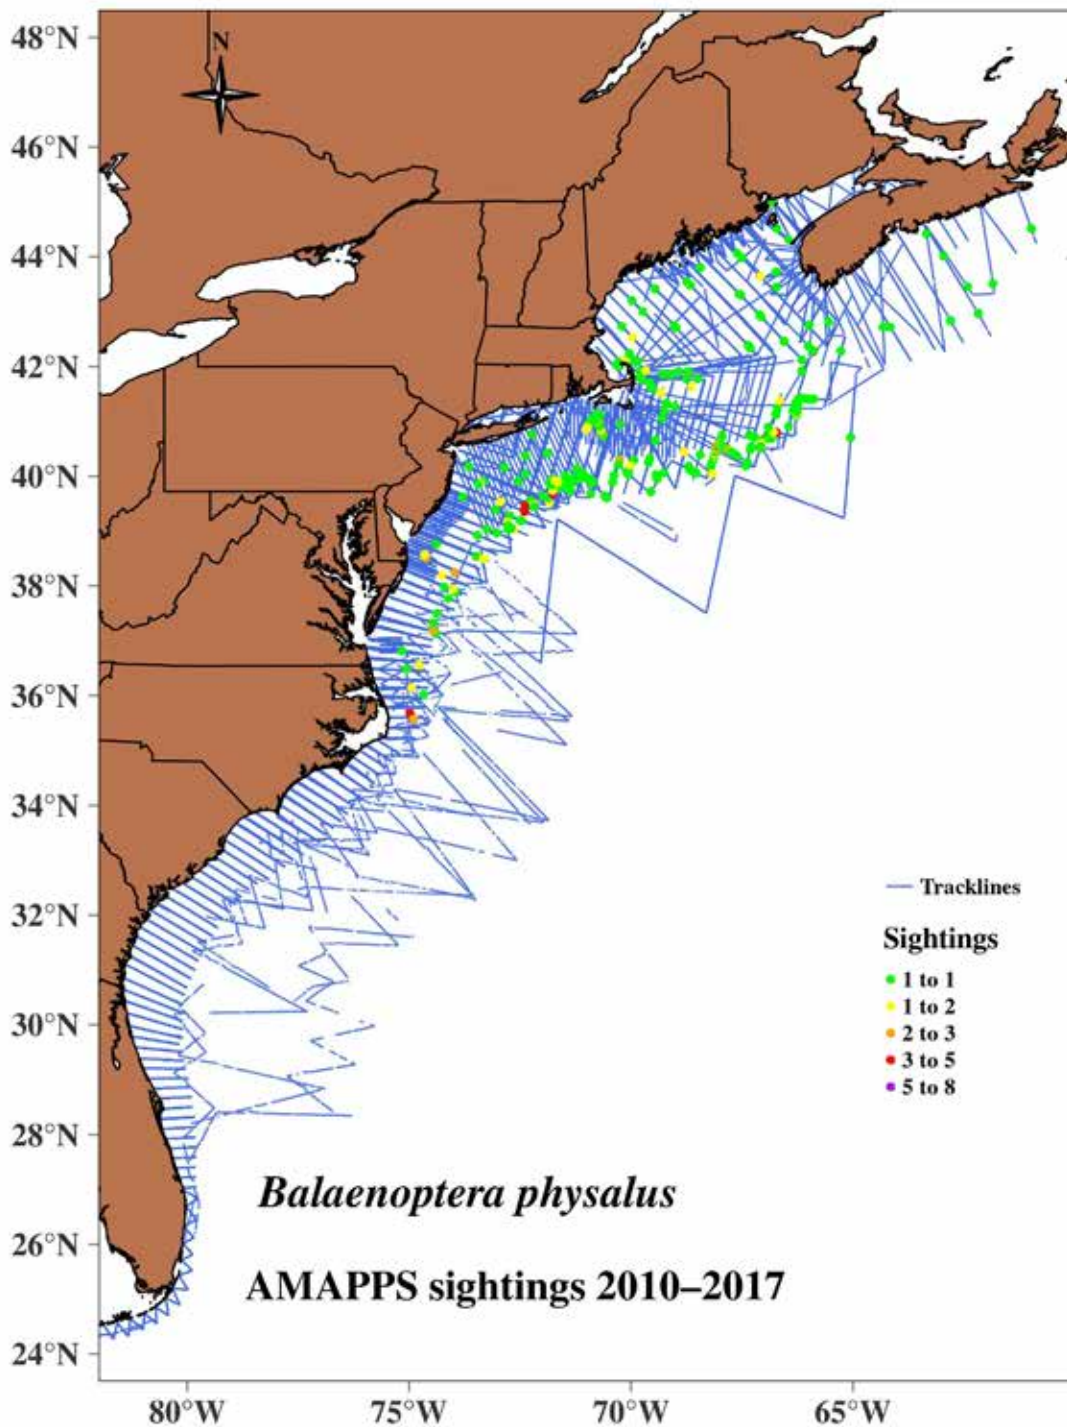 48°N
N
46°N
44°N
42°N
40°N
38°N
36°N
34°N
32°N
30°N
28°N
26°N
24°N
Tracklines
Sightings
1 to 1
1 to 2
2 to 3
3 to 5
5 to 8
Balaenoptera physalus
AMAPPS sightings 2010–2017
80°W 75°W 70°W 65°W